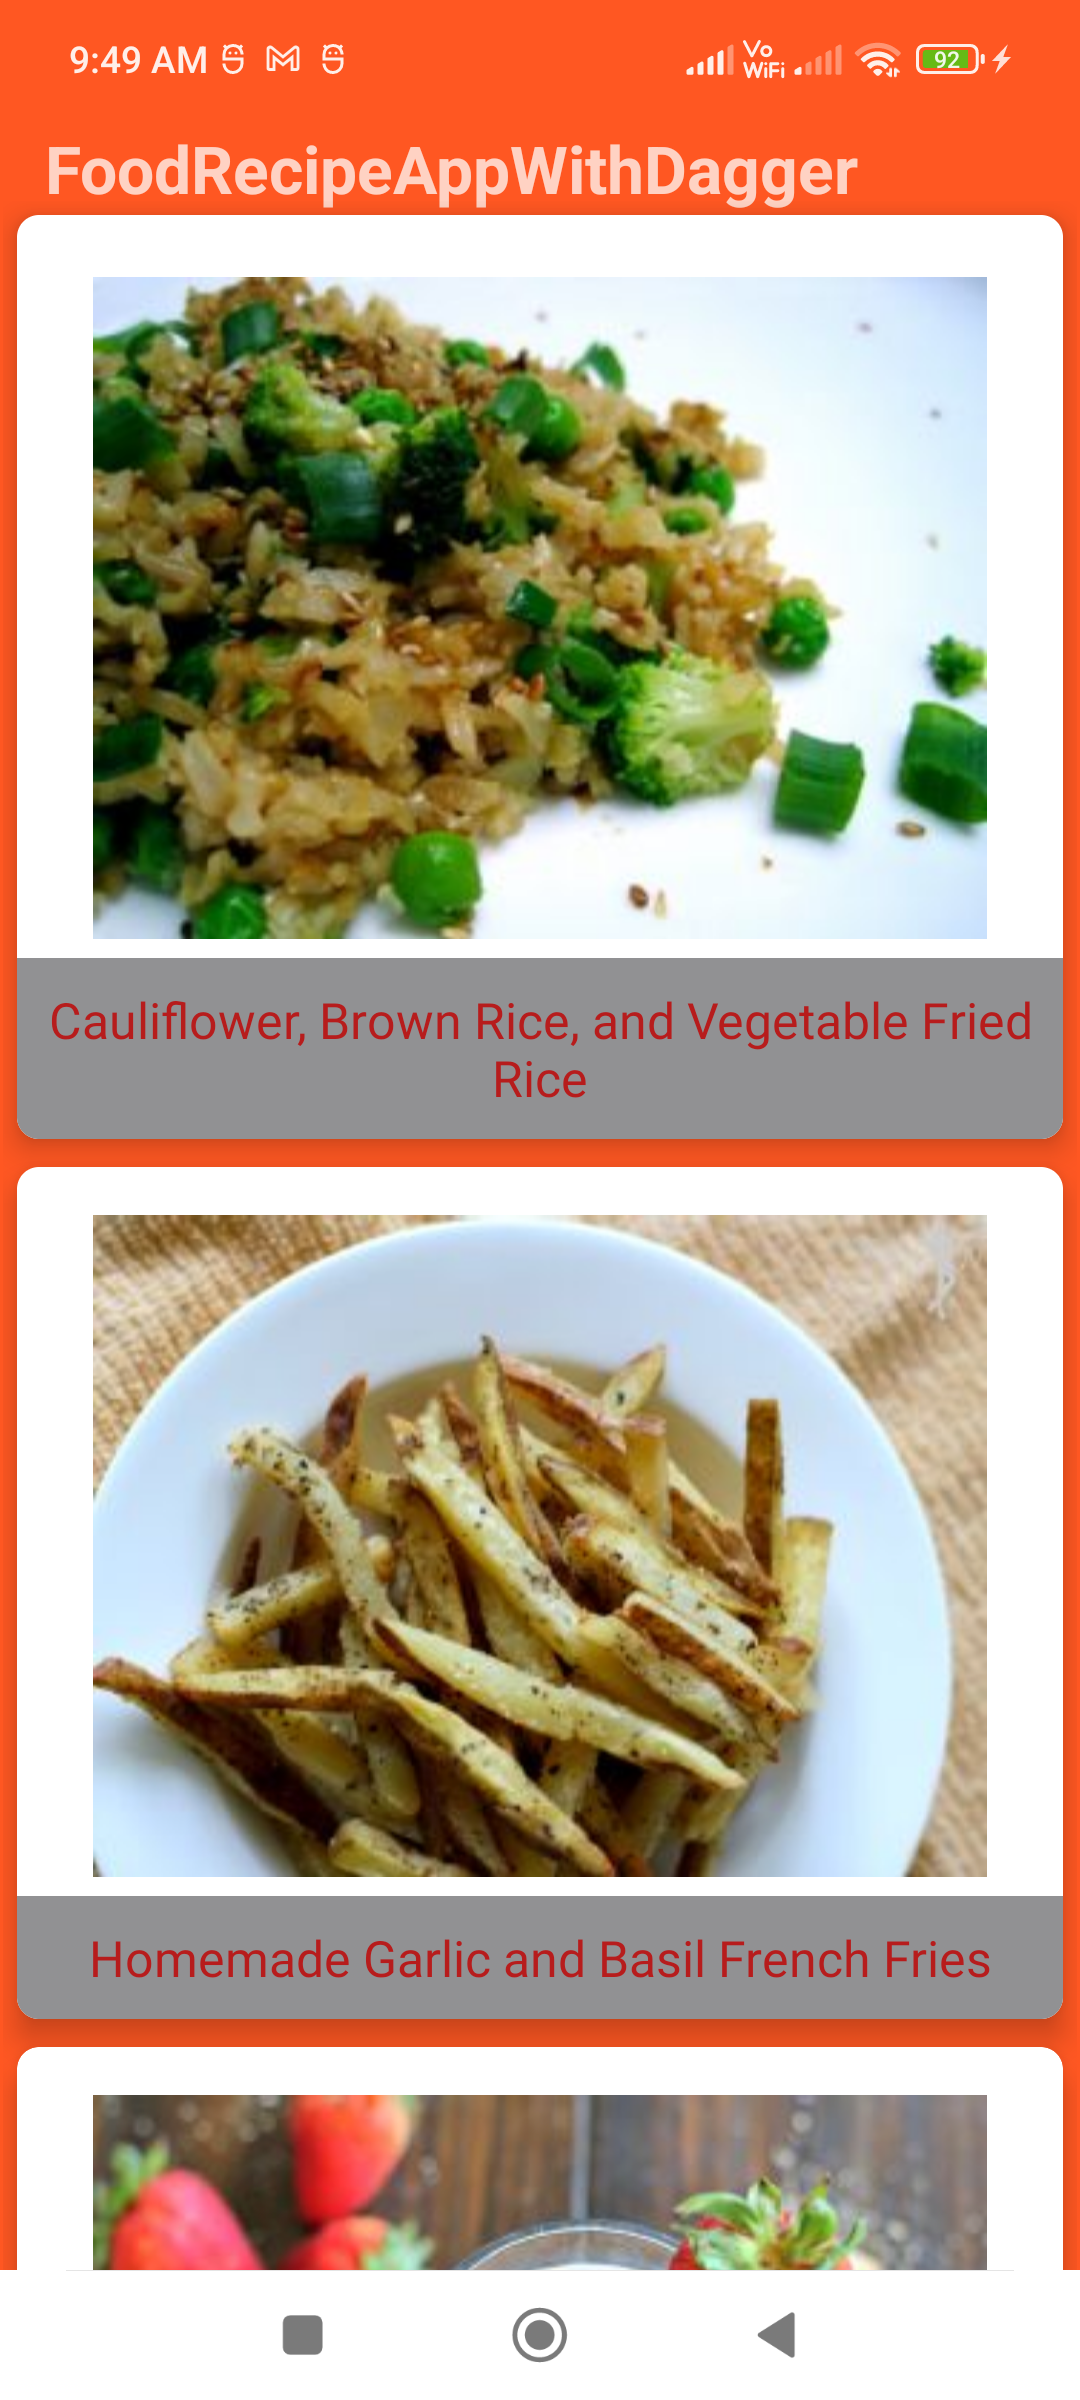 9:49 AM
Vo
WiFi
92
FoodRecipeAppWithDagger
Cauliflower, Brown Rice, and Vegetable Fried
Rice
Homemade Garlic and Basil French Fries